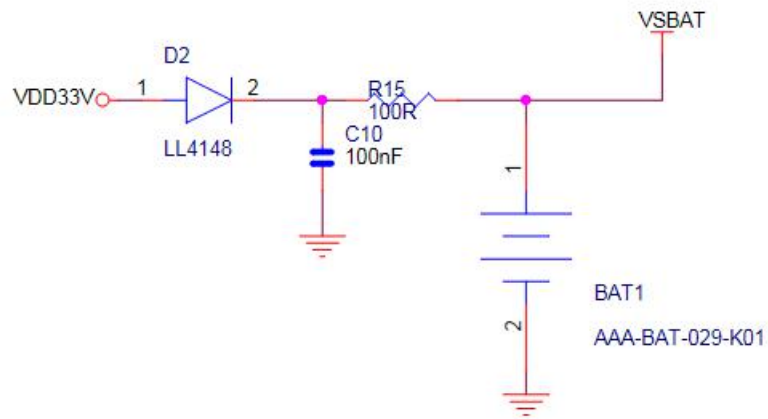 VSBAT
D2
VDD33V
1
2
R15
100R
LL4148
C10
100nF
1
BAT1
2
AAA-BAT-029-K01